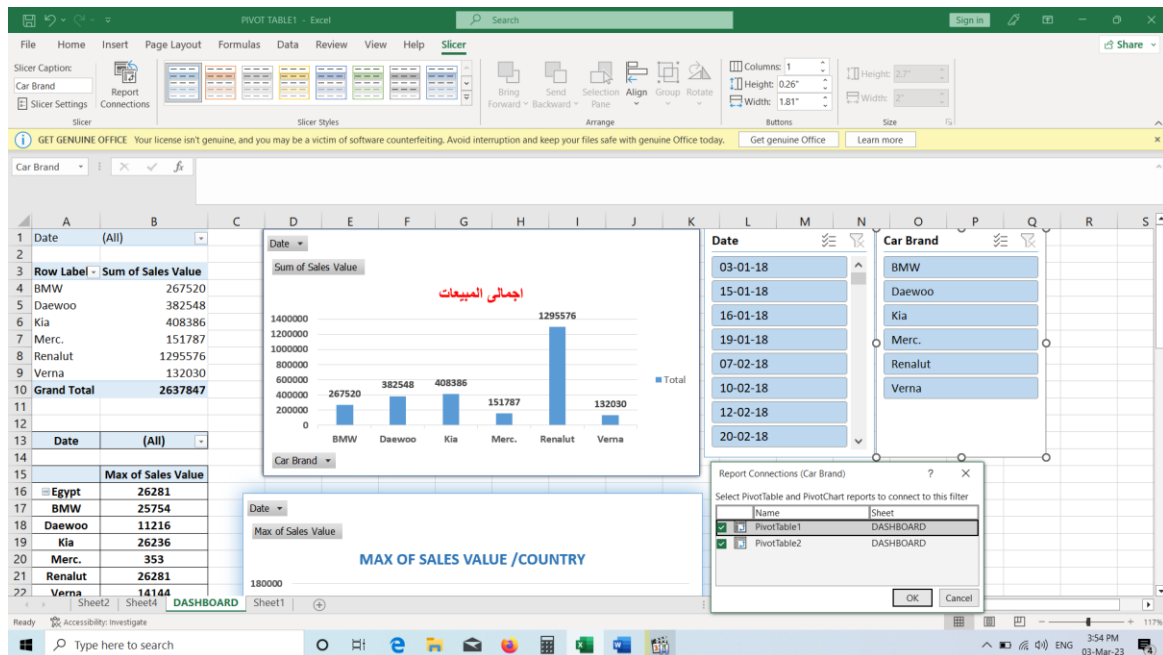 PIVOT TABLE1 - Excel
Search
Sign in
File Home Insert Page Layout Formulas Data Review View Help Slicer
Share
Slicer Caption:
Car Brand
Slicer Settings
Report
Connections
Slicer
Slicer Styles
Bring
Forward
Send
Backward
Selection
Pane
Align
Group
Rotate
Arrange
Columns: 1
Height: 0.26"
Width: 1.81"
Buttons
Height: 2.7"
Width: 2"
Size
GET GENUINE OFFICE Your license isn't genuine, and you may be a victim of software counterfeiting. Avoid interruption and keep your files safe with genuine Office today. Get genuine Office Learn more
Car Brand fx
A B C D E F G H I J K L M N O P Q R S
1 Date (All)
2
3 Row Label Sum of Sales Value
4 BMW 267520
5 Daewoo 382548
6 Kia 408386
7 Merc. 151787
8 Renalut 1295576
9 Verna 132030
10 Grand Total 2637847
11
12
13 Date (All)
14
15 Max of Sales Value
16 Egypt 26281
17 BMW 25754
18 Daewoo 11216
19 Kia 26236
20 Merc. 353
21 Renalut 26281
22 Verna 14144
Date
Sum of Sales Value
اجمالى المبيعات
1400000
1200000
1000000
800000
600000
400000
200000
0
267520 382548 408386 151787 1295576 132030
BMW Daewoo Kia Merc. Renalut Verna
Total
Car Brand
Date
Max of Sales Value
MAX OF SALES VALUE /COUNTRY
180000
Date
03-01-18
15-01-18
16-01-18
19-01-18
07-02-18
10-02-18
12-02-18
20-02-18
Car Brand
BMW
Daewoo
Kia
Merc.
Renalut
Verna
Report Connections (Car Brand) ?
Select PivotTable and PivotChart reports to connect to this filter
Name Sheet
PivotTable1 DASHBOARD
PivotTable2 DASHBOARD
OK Cancel
Sheet2 Sheet4 DASHBOARD Sheet1
Ready Accessibility: Investigate
117%
Type here to search
ENG
3:54 PM
03-Mar-23
4